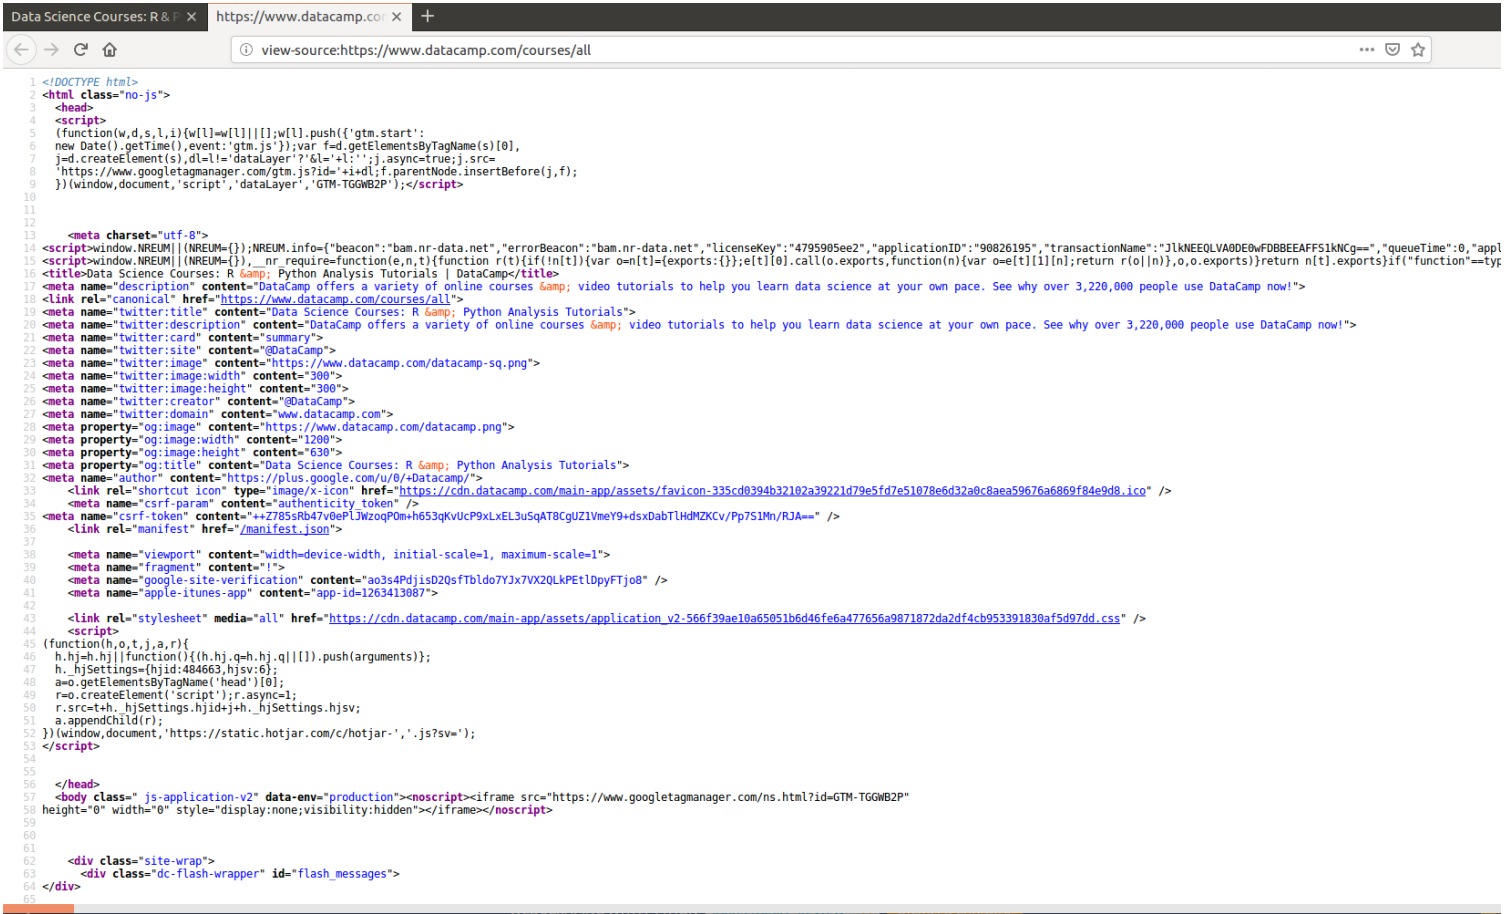 Data Science Courses: R & P
https://www.datacamp.cor
view-source:https://www.datacamp.com/courses/all
1 <!DOCTYPE html>
2 <html class="no-js">
3 <head>
4 <script>
5 (function(w,d,s,l,i){w[l]=w[l]||[];w[l].push({'gtm.start':
6 new Date().getTime(),event:'gtm.js'});var f=d.getElementsByTagName(s)[0],
7 j=d.createElement(s),dl=l!='dataLayer'?'&l='+l:'';j.async=true;j.src=
8 'https://www.googletagmanager.com/gtm.js?id='+i+dl;f.parentNode.insertBefore(j,f);
9 })(window,document,'script','dataLayer','GTM-TGGWB2P');</script>
10
11
12
13 <meta charset="utf-8">
14 <script>window.NREUM||(NREUM={});NREUM.info={"beacon":"bam.nr-data.net","errorBeacon":"bam.nr-data.net","licenseKey":"4795905ee2","applicationID":"90826195","transactionName":"JlkNEEQLVA0DE0wFDBBEEAFFS1kNCg==","queueTime":0,"appl
15 <script>window.NREUM||(NREUM={}),__nr_require=function(e,n,t){function r(t){if(!n[t]){var o=n[t]={exports:{}};e[t][0].call(o.exports,function(n){var o=e[t][1][n];return r(o||n)},o,o.exports)}return n[t].exports}if("function"==typ
16 <title>Data Science Courses: R &amp; Python Analysis Tutorials | DataCamp</title>
17 <meta name="description" content="DataCamp offers a variety of online courses &amp; video tutorials to help you learn data science at your own pace. See why over 3,220,000 people use DataCamp now!">
18 <link rel="canonical" href="https://www.datacamp.com/courses/all">
19 <meta name="twitter:title" content="Data Science Courses: R &amp; Python Analysis Tutorials">
20 <meta name="twitter:description" content="DataCamp offers a variety of online courses &amp; video tutorials to help you learn data science at your own pace. See why over 3,220,000 people use DataCamp now!">
21 <meta name="twitter:card" content="summary">
22 <meta name="twitter:site" content="@DataCamp">
23 <meta name="twitter:image" content="https://www.datacamp.com/datacamp-sq.png">
24 <meta name="twitter:image:width" content="300">
25 <meta name="twitter:image:height" content="300">
26 <meta name="twitter:creator" content="@DataCamp">
27 <meta name="twitter:domain" content="www.datacamp.com">
28 <meta property="og:image" content="https://www.datacamp.com/datacamp.png">
29 <meta property="og:image:width" content="1200">
30 <meta property="og:image:height" content="630">
31 <meta property="og:title" content="Data Science Courses: R &amp; Python Analysis Tutorials">
32 <meta name="author" content="https://plus.google.com/u/0/+Datacamp/">
33 <link rel="shortcut icon" type="image/x-icon" href="https://cdn.datacamp.com/main-app/assets/favicon-335cd0394b32102a39221d79e5fd7e51078e6d32a0c8aea59676a6869f84e9d8.ico" />
34 <meta name="csrf-param" content="authenticity_token" />
35 <meta name="csrf-token" content="++Z785sRb47v0ePlJWzoqPOm+h653qKvUcP9xLxEL3uSqAT8CgUZ1VmeY9+dsxDabTlHdMZKCv/Pp7S1Mn/RJA==" />
36 <link rel="manifest" href="/manifest.json">
37
38 <meta name="viewport" content="width=device-width, initial-scale=1, maximum-scale=1">
39 <meta name="fragment" content="!">
40 <meta name="google-site-verification" content="ao3s4PdjisD2QsfTbldo7YJx7VX2QLkPEtlDpyFTjo8" />
41 <meta name="apple-itunes-app" content="app-id=1263413087">
42
43 <link rel="stylesheet" media="all" href="https://cdn.datacamp.com/main-app/assets/application_v2-566f39ae10a65051b6d46fe6a477656a9871872da2df4cb953391830af5d97dd.css" />
44 <script>
45 (function(h,o,t,j,a,r){
46 h.hj=h.hj||function(){(h.hj.q=h.hj.q||[]).push(arguments)};
47 h._hjSettings={hjid:484663,hjsv:6};
48 a=o.getElementsByTagName('head')[0];
49 r=o.createElement('script');r.async=1;
50 r.src=t+h._hjSettings.hjid+j+h._hjSettings.hjsv;
51 a.appendChild(r);
52 })(window,document,'https://static.hotjar.com/c/hotjar-','.js?sv=');
53 </script>
54
55
56 </head>
57 <body class=" js-application-v2" data-env="production"><noscript><iframe src="https://www.googletagmanager.com/ns.html?id=GTM-TGGWB2P"
58 height="0" width="0" style="display:none;visibility:hidden"></iframe></noscript>
59
60
61
62 <div class="site-wrap">
63 <div class="dc-flash-wrapper" id="flash_messages">
64 </div>
65